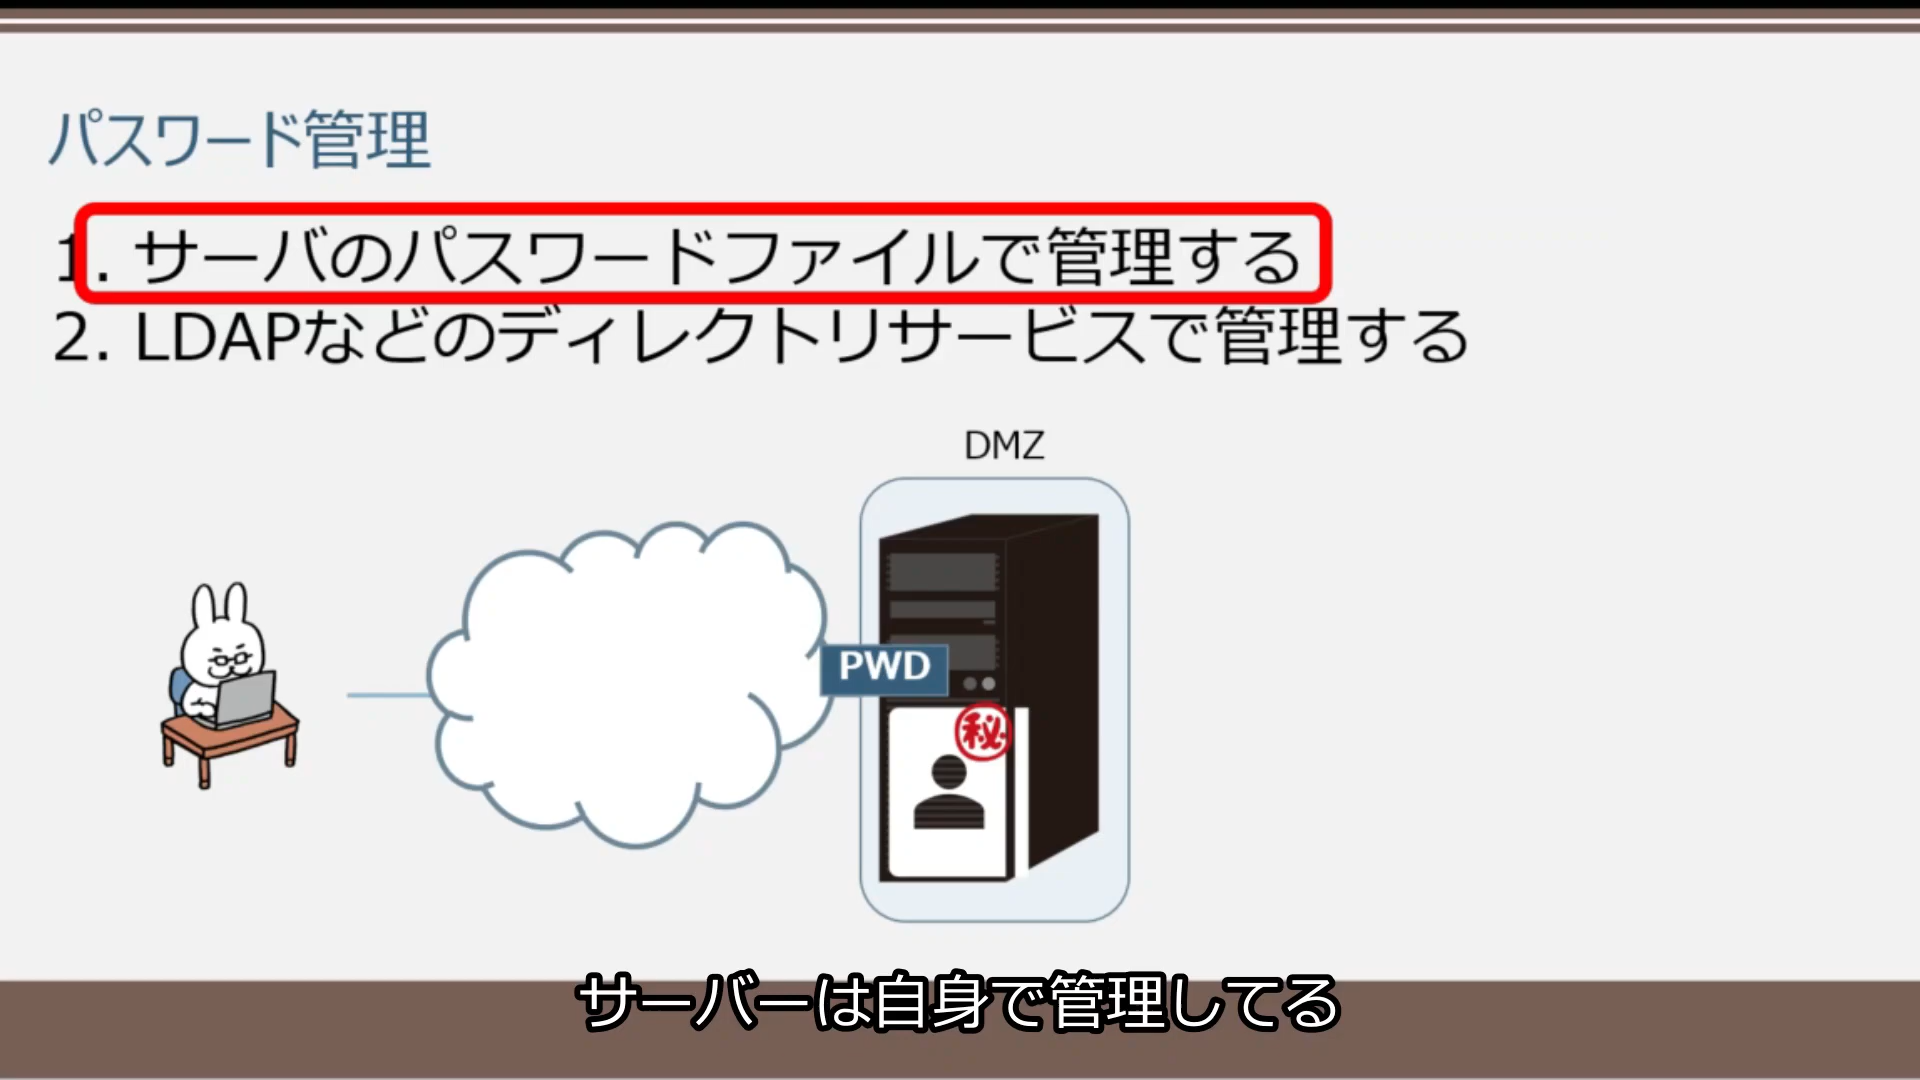 パスワード管理
1. サーバのパスワードファイルで管理する
2. LDAPなどのディレクトリサービスで管理する
DMZ
PWD
秘
サーバーは自身で管理してる